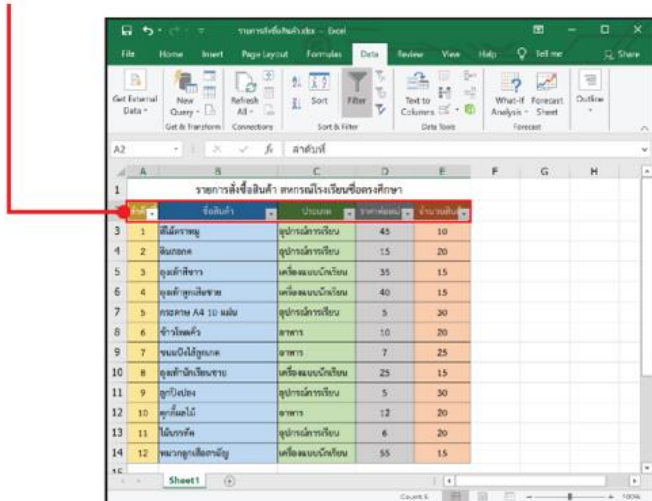 รายการสั่งซื้อสินค้า.xlsx - Excel
File Home Insert Page Layout Formulas Data Review View Help Tell me Share
Get External Data New Query Refresh All Sort Filter Text to Columns What-If Analysis Forecast Sheet Outline
Get & Transform Connections Sort & Filter Data Tools Forecast
A2 fx ลำดับที่
A B C D E F G H
1 รายการสั่งซื้อสินค้า สหกรณ์โรงเรียนซื่อตรงศึกษา
ชื่อสินค้า ประเภท
3 1 สีไม้ตราหมู อุปกรณ์การเรียน 45 10
4 2 ดินสอกด อุปกรณ์การเรียน 15 20
5 3 ถุงเท้าสีขาว เครื่องแบบนักเรียน 35 15
6 4 ถุงเท้าลูกเสือชาย เครื่องแบบนักเรียน 40 15
7 5 กระดาษ A4 10 แผ่น อุปกรณ์การเรียน 5 30
8 6 ข้าวโพดคั่ว อาหาร 10 20
9 7 ขนมปังไส้ลูกเกด อาหาร 7 25
10 8 ถุงเท้านักเรียนชาย เครื่องแบบนักเรียน 25 15
11 9 ลูกปิงปอง อุปกรณ์การเรียน 5 30
12 10 คุกกี้ผลไม้ อาหาร 12 20
13 11 ไม้บรรทัด อุปกรณ์การเรียน 6 20
14 12 หมวกลูกเสือสามัญ เครื่องแบบนักเรียน 55 15
15
Sheet1
Count: 5 100%